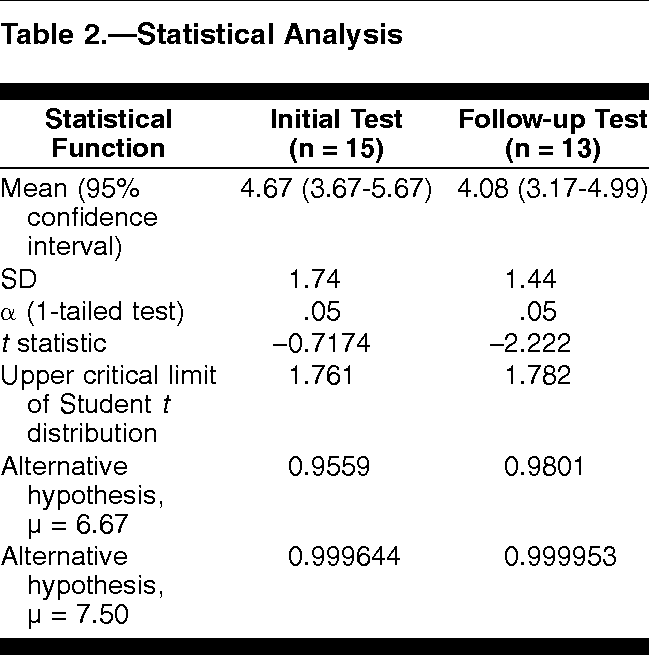 Table 2.—Statistical Analysis
Statistical Function Initial Test (n = 15) Follow-up Test (n = 13)
Mean (95% confidence interval) 4.67 (3.67-5.67) 4.08 (3.17-4.99)
SD 1.74 1.44
α (1-tailed test) .05 .05
t statistic –0.7174 –2.222
Upper critical limit of Student t distribution 1.761 1.782
Alternative hypothesis, μ = 6.67 0.9559 0.9801
Alternative hypothesis, μ = 7.50 0.999644 0.999953